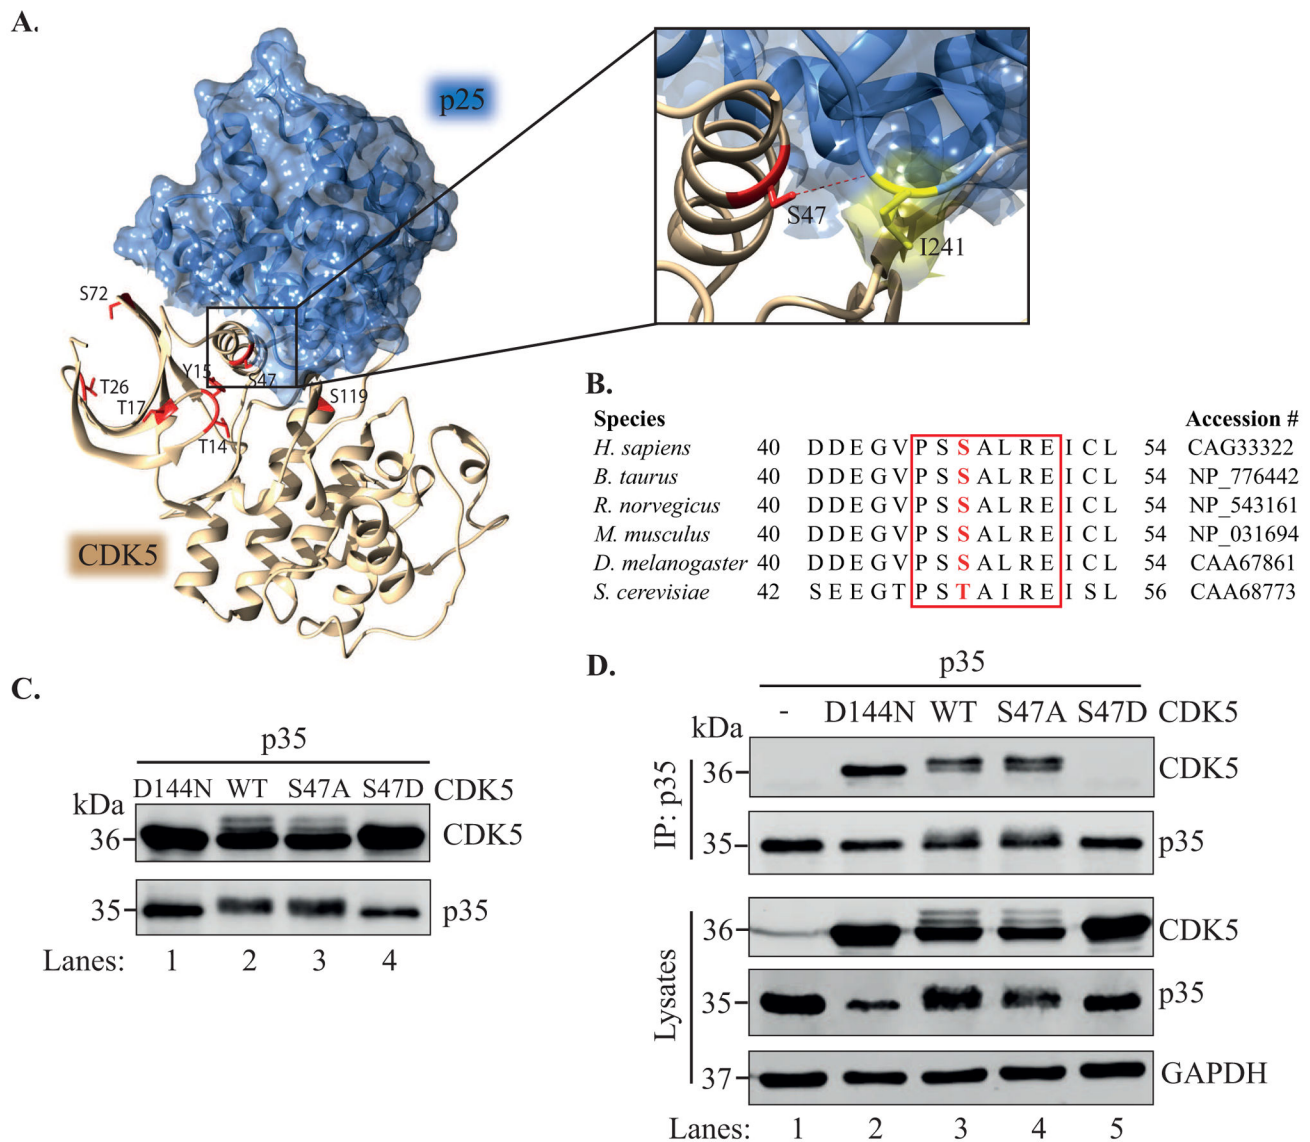 A.
p25
S72
T26
T17
Y15
T14
S47
S119
CDK5
S47
I241
B.
Species Accession #
H. sapiens 40 D D E G V P S S A L R E I C L 54 CAG33322
B. taurus 40 D D E G V P S S A L R E I C L 54 NP_776442
R. norvegicus 40 D D E G V P S S A L R E I C L 54 NP_543161
M. musculus 40 D D E G V P S S A L R E I C L 54 NP_031694
D. melanogaster 40 D D E G V P S S A L R E I C L 54 CAA67861
S. cerevisiae 42 S E E G T P S T A I R E I S L 56 CAA68773
C.
p35
D144N WT S47A S47D CDK5
kDa
36 CDK5
35 p35
Lanes: 1 2 3 4
D.
p35
- D144N WT S47A S47D CDK5
kDa
IP: p35
36 CDK5
35 p35
Lysates
36 CDK5
35 p35
37 GAPDH
Lanes: 1 2 3 4 5